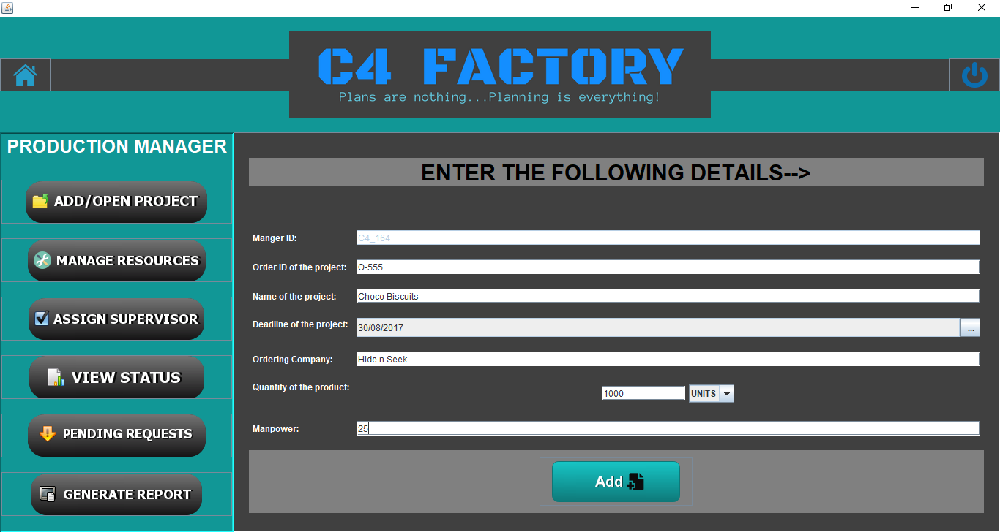 C4 FACTORY
Plans are nothing...Planning is everything!
PRODUCTION MANAGER
ADD/OPEN PROJECT
MANAGE RESOURCES
ASSIGN SUPERVISOR
VIEW STATUS
PENDING REQUESTS
GENERATE REPORT
ENTER THE FOLLOWING DETAILS-->
Manger ID: C4_164
Order ID of the project: O-555
Name of the project: Choco Biscuits
Deadline of the project: 30/08/2017 ...
Ordering Company: Hide n Seek
Quantity of the product: 1000 UNITS
Manpower: 25
Add